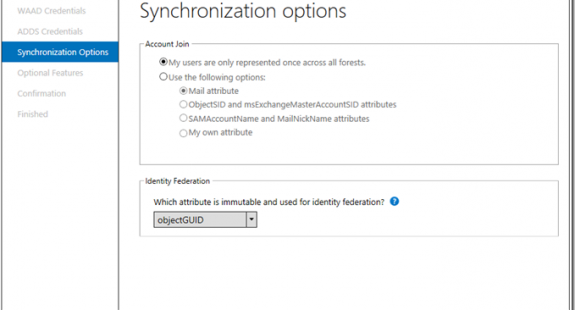 WAAD Credentials
ADDS Credentials
Synchronization Options
Optional Features
Confirmation
Finished
Synchronization options
Account Join
My users are only represented once across all forests.
Use the following options:
Mail attribute
ObjectSID and msExchangeMasterAccountSID attributes
SAMAccountName and MailNickName attributes
My own attribute
Identity Federation
Which attribute is immutable and used for identity federation? ?
objectGUID